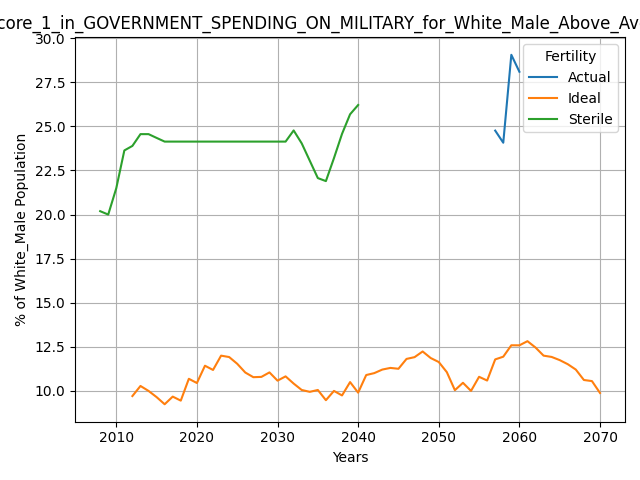 core_1_in_GOVERNMENT_SPENDING_ON_MILITARY_for_White_Male_Above_Av
30.0
27.5
25.0
22.5
20.0
17.5
15.0
12.5
10.0
% of White_Male Population
Fertility
Actual
Ideal
Sterile
2010 2020 2030 2040 2050 2060 2070
Years